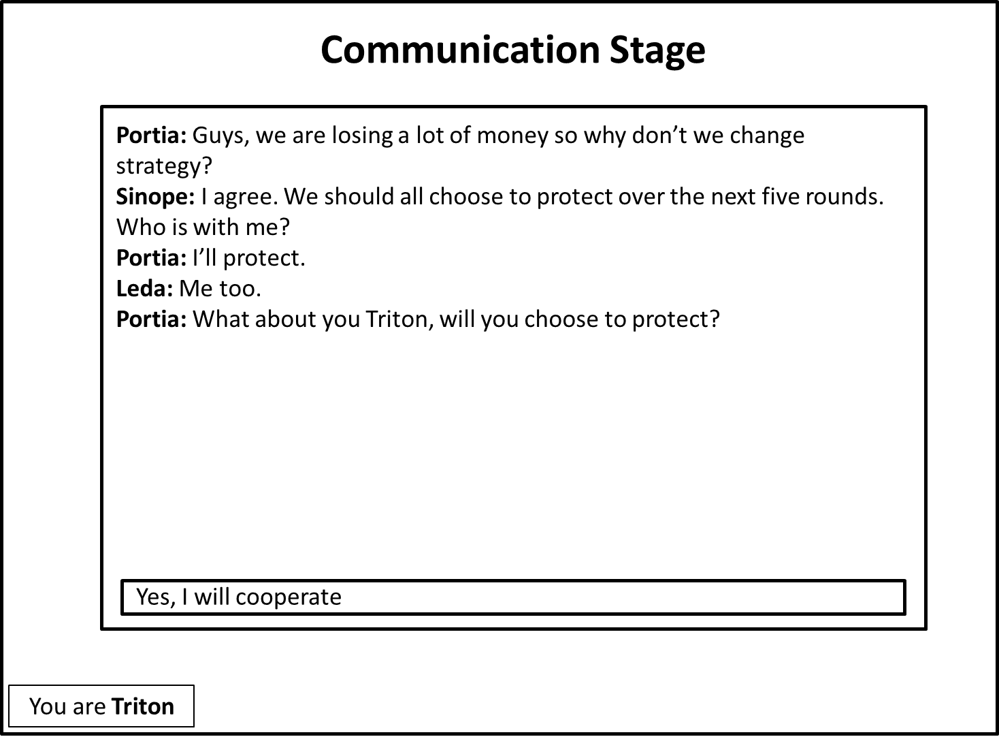 Communication Stage
Portia: Guys, we are losing a lot of money so why don’t we change
strategy?
Sinope: I agree. We should all choose to protect over the next five rounds.
Who is with me?
Portia: I’ll protect.
Leda: Me too.
Portia: What about you Triton, will you choose to protect?
Yes, I will cooperate
You are Triton